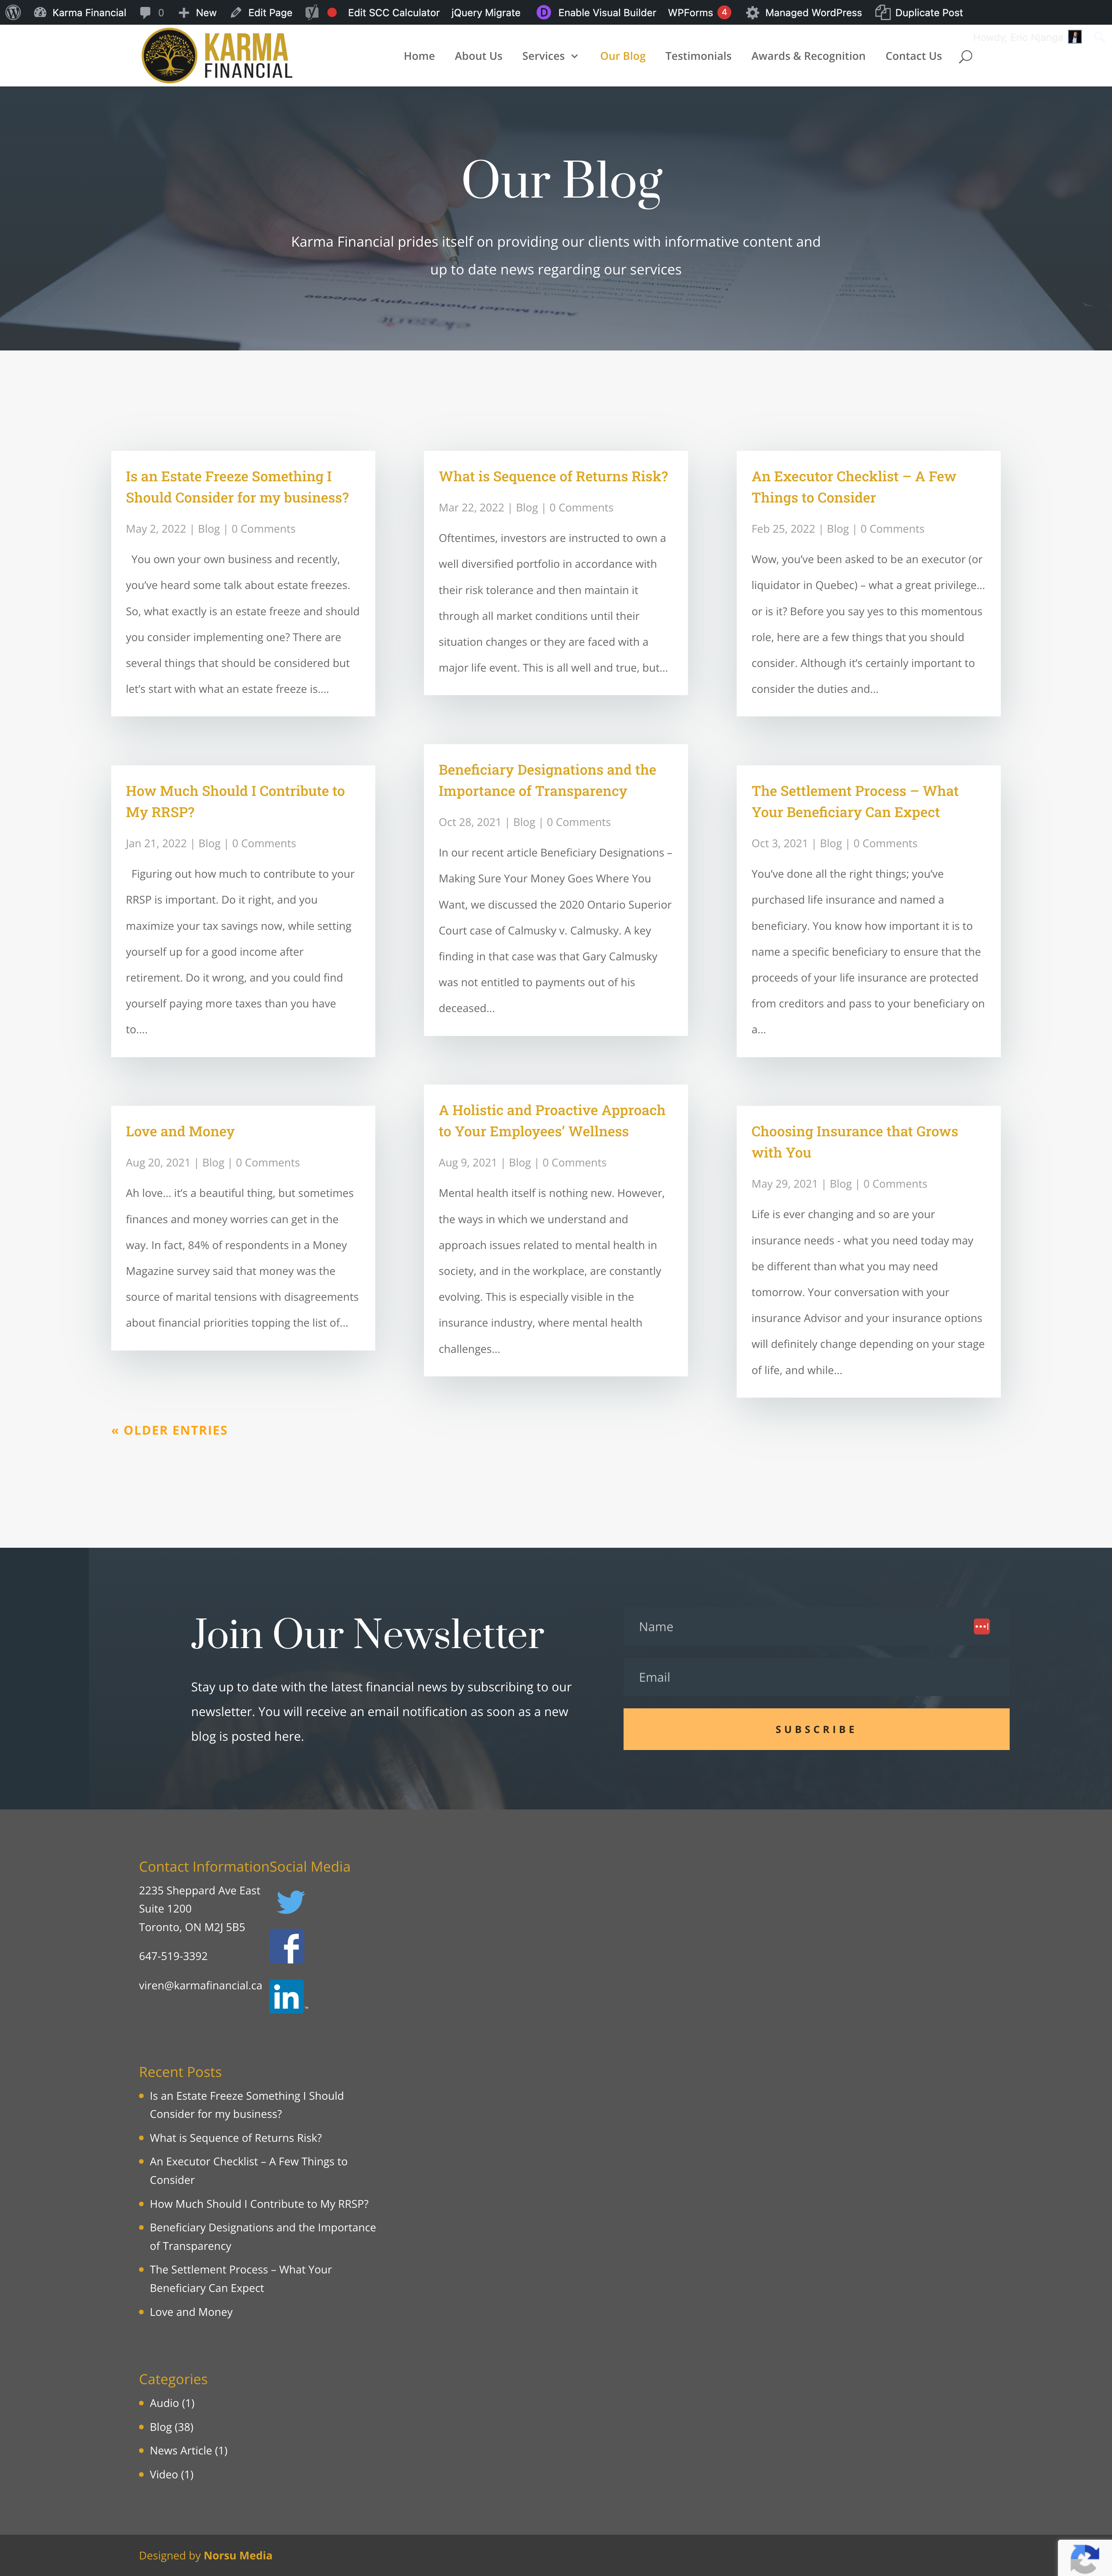 Karma Financial 0 New Edit Page Edit SCC Calculator jQuery Migrate D Enable Visual Builder WPForms 4 Managed WordPress Duplicate Post
Howdy, Eric Njanga
KARMA
FINANCIAL
Home About Us Services Our Blog Testimonials Awards & Recognition Contact Us
Our Blog
Karma Financial prides itself on providing our clients with informative content and
up to date news regarding our services
Is an Estate Freeze Something I
Should Consider for my business?
May 2, 2022 | Blog | 0 Comments
You own your own business and recently,
you’ve heard some talk about estate freezes.
So, what exactly is an estate freeze and should
you consider implementing one? There are
several things that should be considered but
let’s start with what an estate freeze is....
What is Sequence of Returns Risk?
Mar 22, 2022 | Blog | 0 Comments
Oftentimes, investors are instructed to own a
well diversified portfolio in accordance with
their risk tolerance and then maintain it
through all market conditions until their
situation changes or they are faced with a
major life event. This is all well and true, but...
An Executor Checklist – A Few
Things to Consider
Feb 25, 2022 | Blog | 0 Comments
Wow, you’ve been asked to be an executor (or
liquidator in Quebec) – what a great privilege...
or is it? Before you say yes to this momentous
role, here are a few things that you should
consider. Although it’s certainly important to
consider the duties and...
How Much Should I Contribute to
My RRSP?
Jan 21, 2022 | Blog | 0 Comments
Figuring out how much to contribute to your
RRSP is important. Do it right, and you
maximize your tax savings now, while setting
yourself up for a good income after
retirement. Do it wrong, and you could find
yourself paying more taxes than you have
to....
Beneficiary Designations and the
Importance of Transparency
Oct 28, 2021 | Blog | 0 Comments
In our recent article Beneficiary Designations –
Making Sure Your Money Goes Where You
Want, we discussed the 2020 Ontario Superior
Court case of Calmusky v. Calmusky. A key
finding in that case was that Gary Calmusky
was not entitled to payments out of his
deceased...
The Settlement Process – What
Your Beneficiary Can Expect
Oct 3, 2021 | Blog | 0 Comments
You’ve done all the right things; you’ve
purchased life insurance and named a
beneficiary. You know how important it is to
name a specific beneficiary to ensure that the
proceeds of your life insurance are protected
from creditors and pass to your beneficiary on
a...
Love and Money
Aug 20, 2021 | Blog | 0 Comments
Ah love... it’s a beautiful thing, but sometimes
finances and money worries can get in the
way. In fact, 84% of respondents in a Money
Magazine survey said that money was the
source of marital tensions with disagreements
about financial priorities topping the list of...
A Holistic and Proactive Approach
to Your Employees’ Wellness
Aug 9, 2021 | Blog | 0 Comments
Mental health itself is nothing new. However,
the ways in which we understand and
approach issues related to mental health in
society, and in the workplace, are constantly
evolving. This is especially visible in the
insurance industry, where mental health
challenges...
Choosing Insurance that Grows
with You
May 29, 2021 | Blog | 0 Comments
Life is ever changing and so are your
insurance needs - what you need today may
be different than what you may need
tomorrow. Your conversation with your
insurance Advisor and your insurance options
will definitely change depending on your stage
of life, and while...
« OLDER ENTRIES
Join Our Newsletter
Stay up to date with the latest financial news by subscribing to our
newsletter. You will receive an email notification as soon as a new
blog is posted here.
Name
Email
SUBSCRIBE
Contact Information
2235 Sheppard Ave East
Suite 1200
Toronto, ON M2J 5B5
647-519-3392
viren@karmafinancial.ca
Social Media
f
in
Recent Posts
Is an Estate Freeze Something I Should
Consider for my business?
What is Sequence of Returns Risk?
An Executor Checklist – A Few Things to
Consider
How Much Should I Contribute to My RRSP?
Beneficiary Designations and the Importance
of Transparency
The Settlement Process – What Your
Beneficiary Can Expect
Love and Money
Categories
Audio (1)
Blog (38)
News Article (1)
Video (1)
Designed by Norsu Media